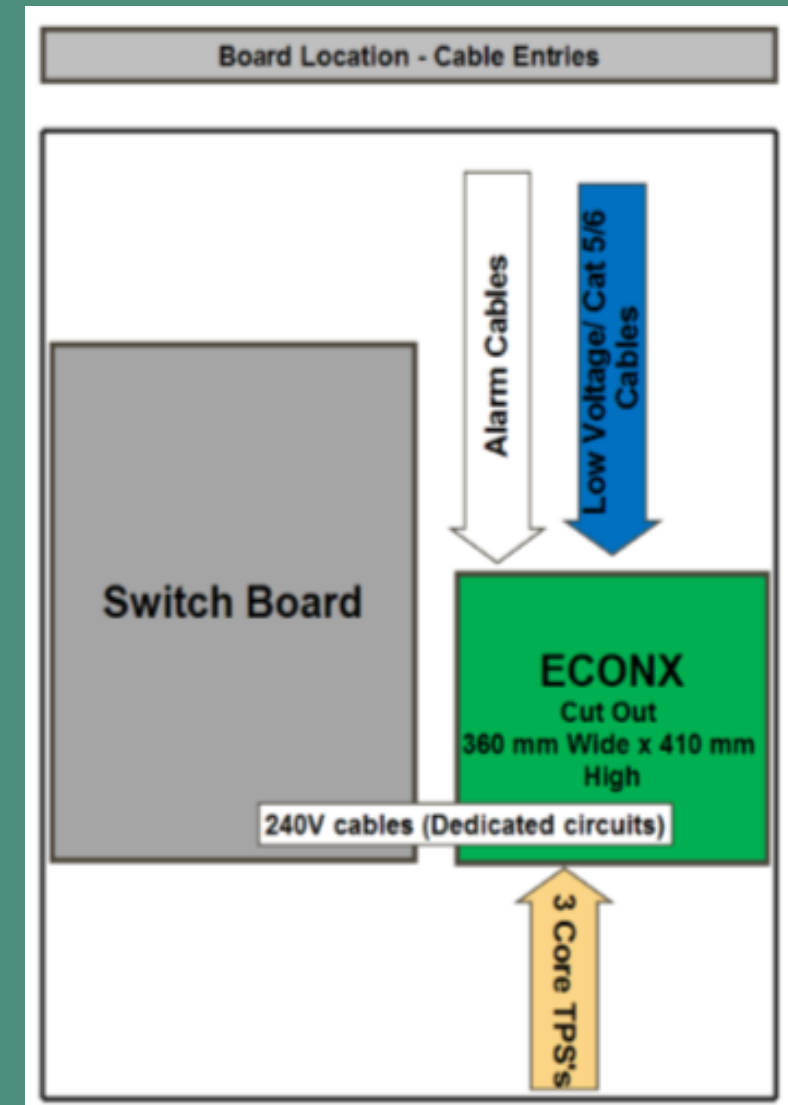 Board Location - Cable Entries
Alarm Cables
Low Voltage/ Cat 5/6
Cables
Switch Board
ECONX
Cut Out
360 mm Wide x 410 mm
High
240V cables (Dedicated circuits)
3 Core TPS's